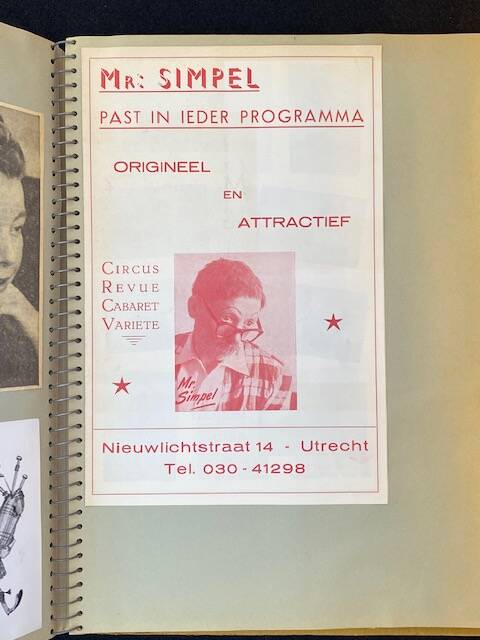 Mr: SIMPEL
PAST IN IEDER PROGRAMMA
ORIGINEEL
EN
ATTRACTIEF
CIRCUS
REVUE
CABARET
VARIETE
Mr.
Simpel
Nieuwlichtstraat 14 - Utrecht
Tel. 030-41298